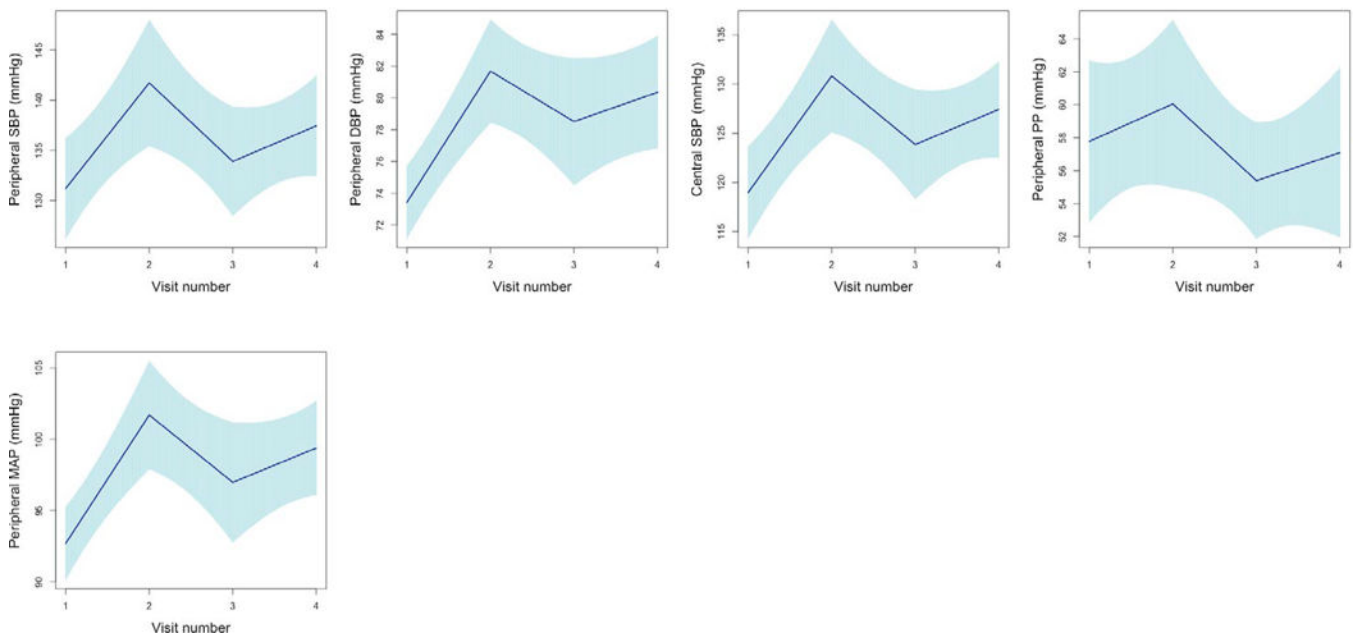 Peripheral SBP (mmHg)
145
140
135
130
1 2 3 4
Visit number
Peripheral DBP (mmHg)
84
82
80
78
76
74
72
1 2 3 4
Visit number
Central SBP (mmHg)
135
130
125
120
115
1 2 3 4
Visit number
Peripheral PP (mmHg)
64
62
60
58
56
54
52
1 2 3 4
Visit number
Peripheral MAP (mmHg)
105
100
95
90
1 2 3 4
Visit number